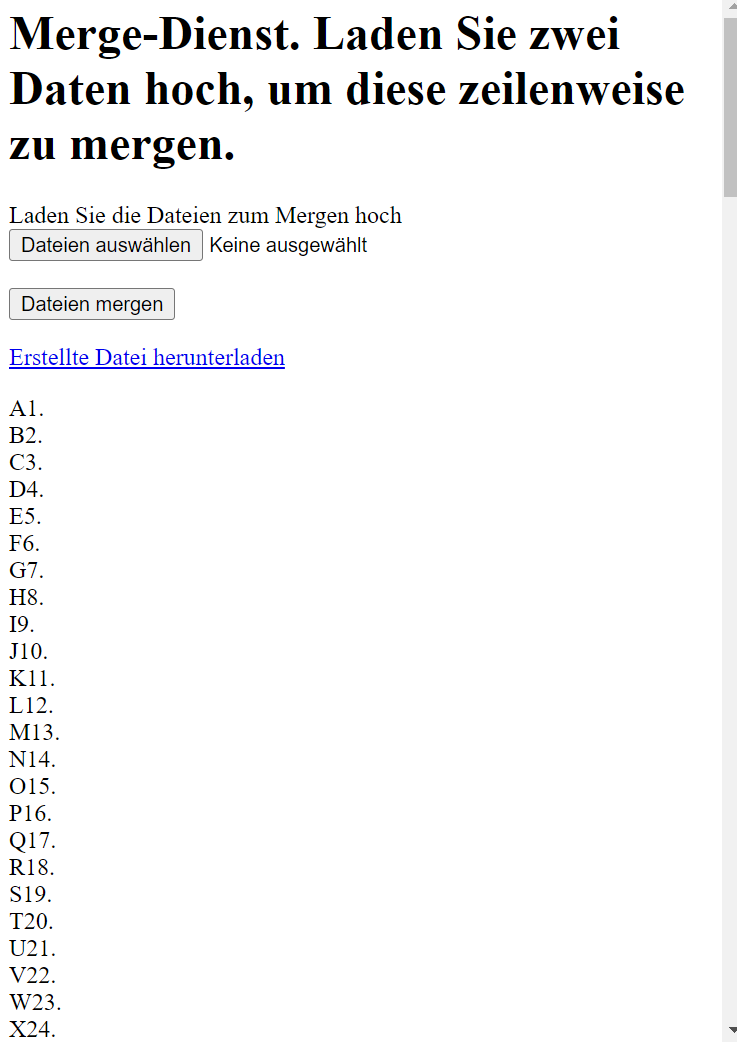 Merge-Dienst. Laden Sie zwei
Daten hoch, um diese zeilenweise
zu mergen.
Laden Sie die Dateien zum Mergen hoch
Dateien auswählen Keine ausgewählt
Dateien mergen
Erstellte Datei herunterladen
A1.
B2.
C3.
D4.
E5.
F6.
G7.
H8.
I9.
J10.
K11.
L12.
M13.
N14.
O15.
P16.
Q17.
R18.
S19.
T20.
U21.
V22.
W23.
X24.